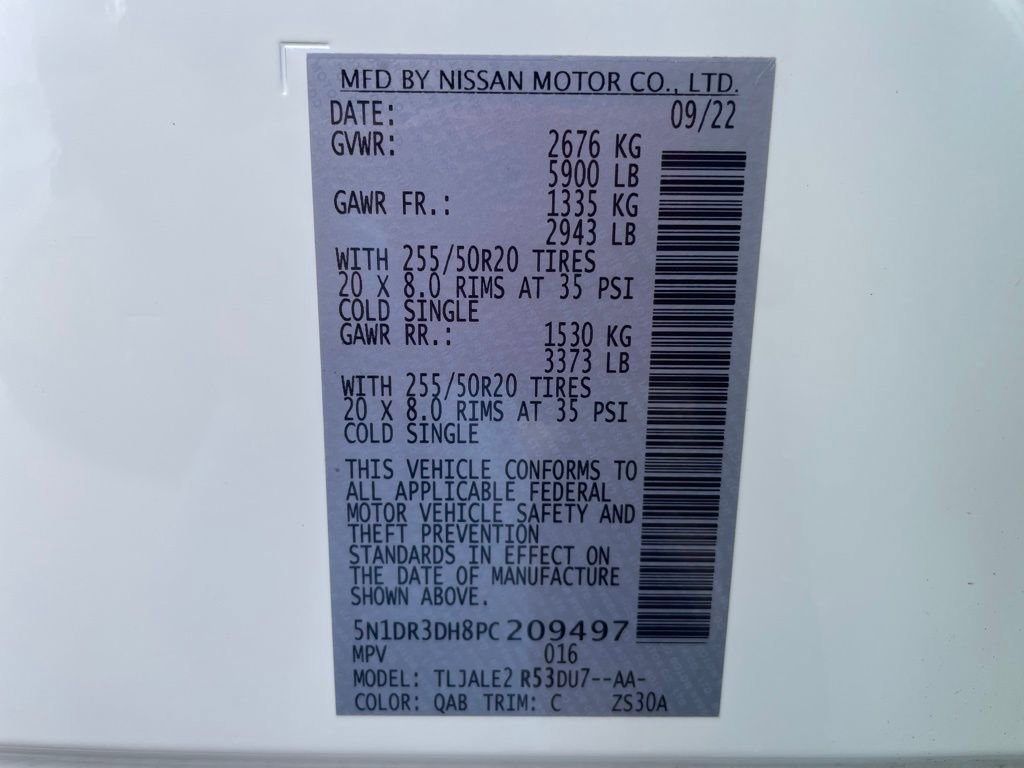 MFD BY NISSAN MOTOR CO., LTD.
DATE: 09/22
GVWR: 2676 KG
5900 LB
GAWR FR.: 1335 KG
2943 LB
WITH 255/50R20 TIRES
20 X 8.0 RIMS AT 35 PSI
COLD SINGLE
GAWR RR.: 1530 KG
3373 LB
WITH 255/50R20 TIRES
20 X 8.0 RIMS AT 35 PSI
COLD SINGLE
THIS VEHICLE CONFORMS TO
ALL APPLICABLE FEDERAL
MOTOR VEHICLE SAFETY AND
THEFT PREVENTION
STANDARDS IN EFFECT ON
THE DATE OF MANUFACTURE
SHOWN ABOVE.
5N1DR3DH8PC209497
MPV 016
MODEL: TLJALE2 R53DU7--AA-
COLOR: QAB TRIM: C ZS30A